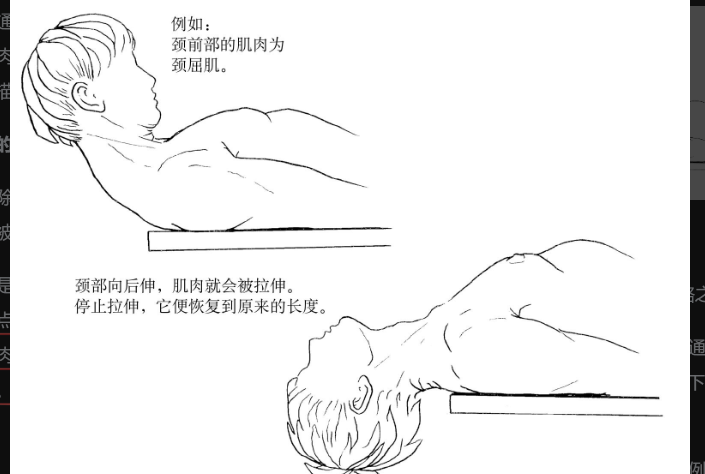 例如：
颈前部的肌肉为
颈屈肌。
颈部向后伸，肌肉就会被拉伸。
停止拉伸，它便恢复到原来的长度。